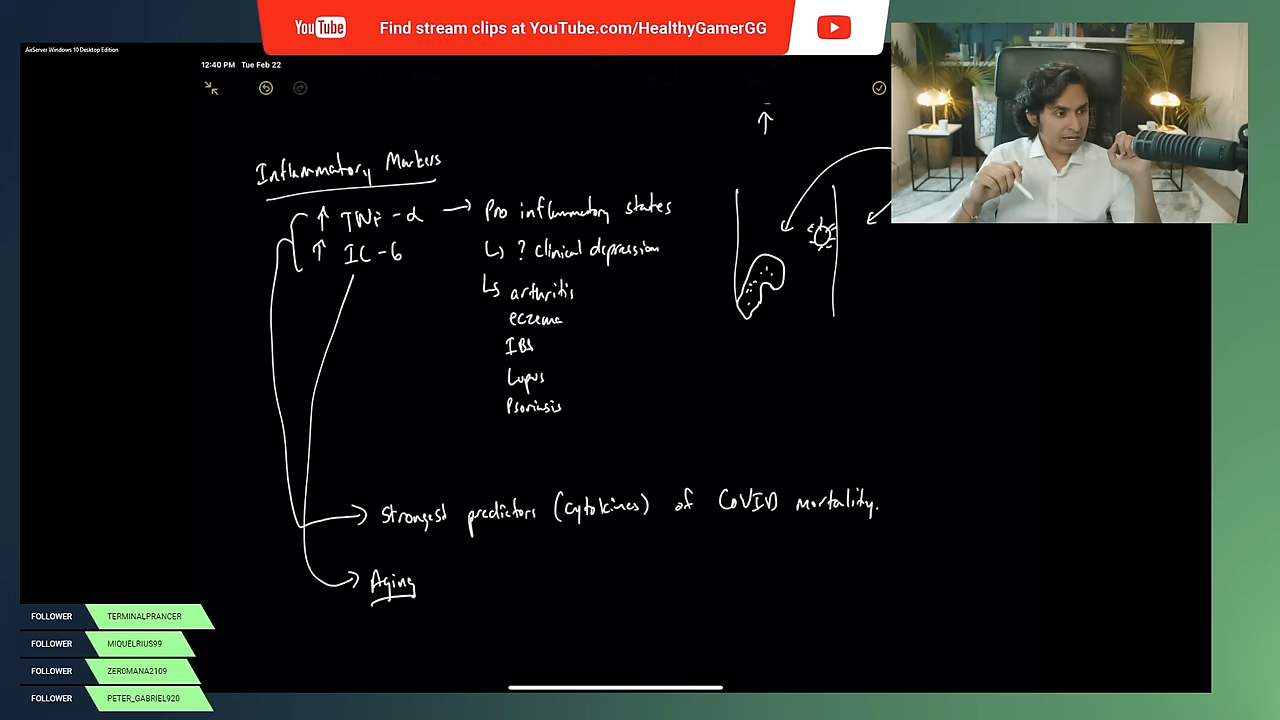 YouTube Find stream clips at YouTube.com/HealthyGamerGG
AirServer Windows 10 Desktop Edition
12:40 PM Tue Feb 22
Inflammatory Markers
↑ TNF-α → Pro inflammatory states
↑ IL-6 ↳ ? clinical depression
↳ arthritis
eczema
IBS
Lupus
Psoriasis
→ Strongest predictors (cytokines) of COVID mortality.
→ Aging
FOLLOWER TERMINALPRANCER
FOLLOWER MIQUELRIUS99
FOLLOWER ZER0MANA2109
FOLLOWER PETER_GABRIEL920